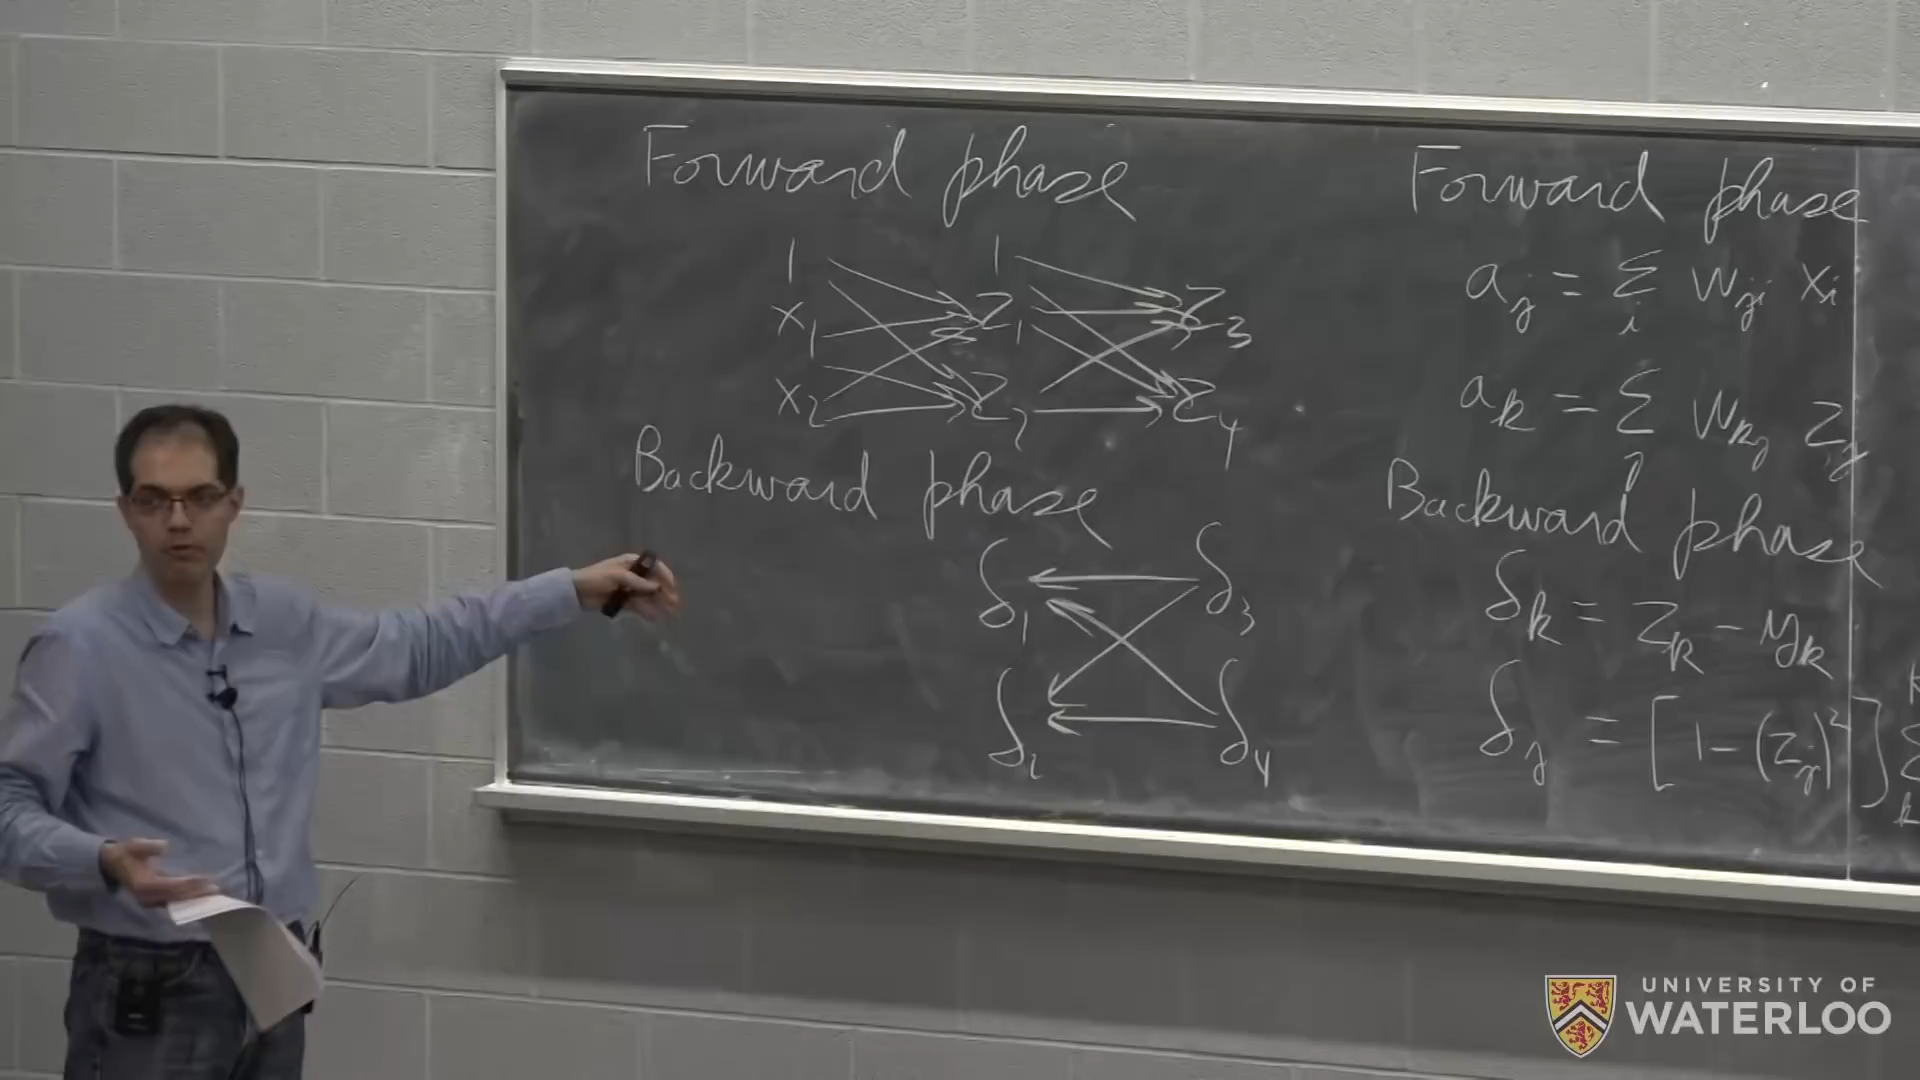 Forward phase
1 1
x₁ z₁ z₃
x₂ z₂ z₄
Backward phase
δ₁ δ₃
δ₂ δ₄
Forward phase
aⱼ = Σᵢ wⱼᵢ xᵢ
aₖ = Σⱼ wₖⱼ zⱼ
Backward phase
δₖ = zₖ - yₖ
δⱼ = [1-(zⱼ)²] Σₖ
UNIVERSITY OF
WATERLOO